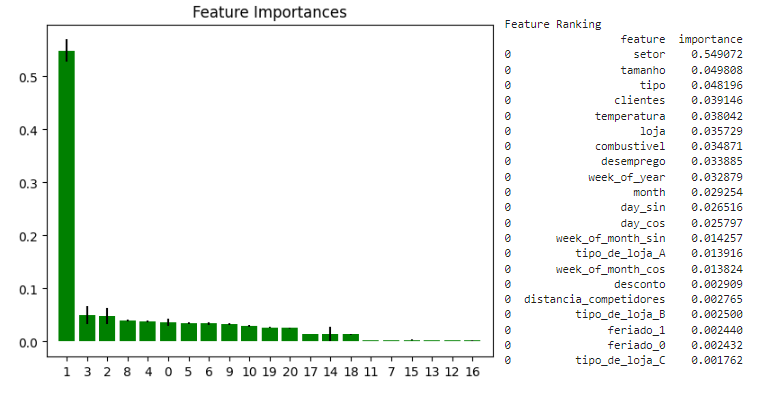 Feature Importances
0.5
0.4
0.3
0.2
0.1
0.0
1 3 2 8 4 0 5 6 9 10 19 20 17 14 18 11 7 15 13 12 16
Feature Ranking
feature importance
0 setor 0.549072
0 tamanho 0.049808
0 tipo 0.048196
0 clientes 0.039146
0 temperatura 0.038042
0 loja 0.035729
0 combustivel 0.034871
0 desemprego 0.033885
0 week_of_year 0.032879
0 month 0.029254
0 day_sin 0.026516
0 day_cos 0.025797
0 week_of_month_sin 0.014257
0 tipo_de_loja_A 0.013916
0 week_of_month_cos 0.013824
0 desconto 0.002909
0 distancia_competidores 0.002765
0 tipo_de_loja_B 0.002500
0 feriado_1 0.002440
0 feriado_0 0.002432
0 tipo_de_loja_C 0.001762